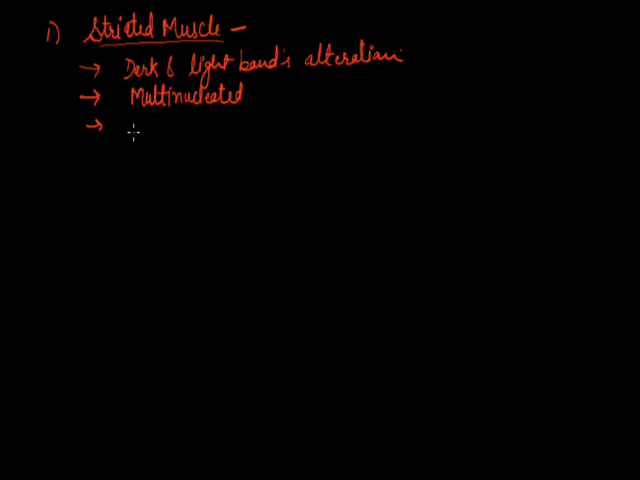 1) Striated Muscle -
→ Dark & light band's alteration
→ Multinucleated
→